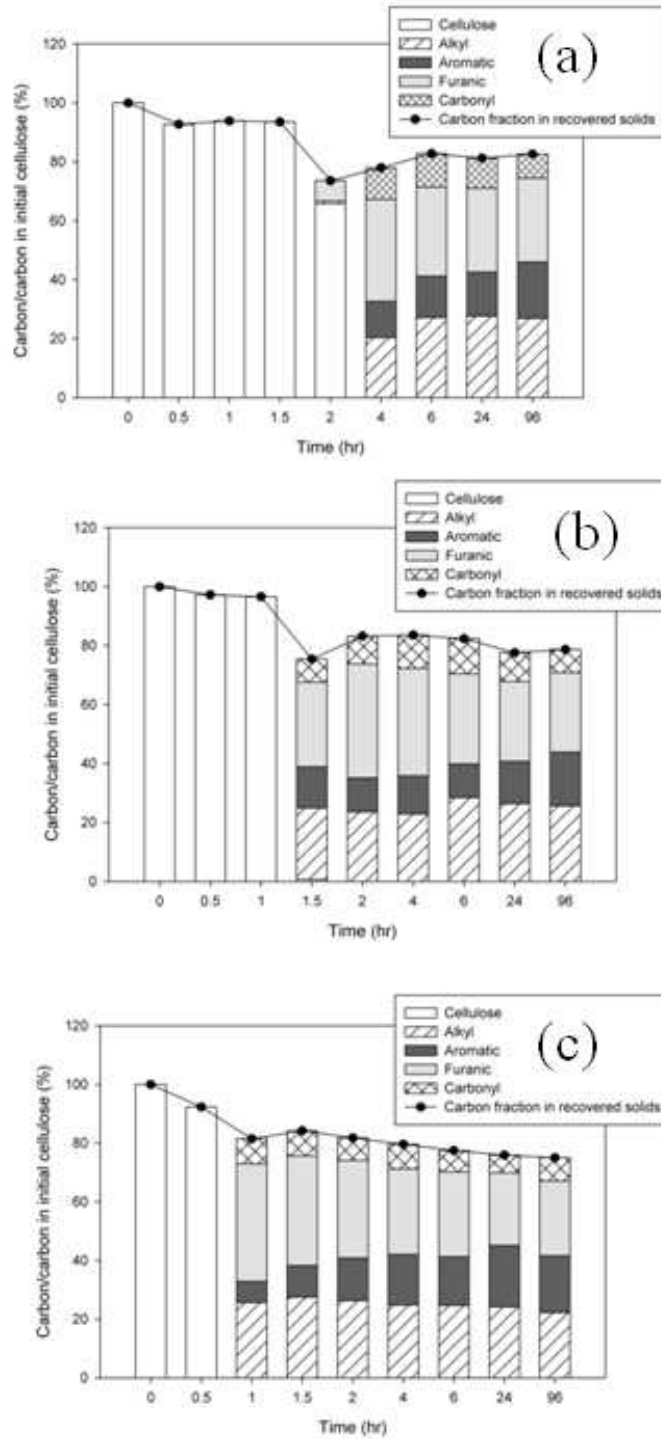 (a)
Cellulose
Alkyl
Aromatic
Furanic
Carbonyl
Carbon fraction in recovered solids
Carbon/carbon in initial cellulose (%)
120
100
80
60
40
20
0
0 0.5 1 1.5 2 4 6 24 96
Time (hr)
(b)
Cellulose
Alkyl
Aromatic
Furanic
Carbonyl
Carbon fraction in recovered solids
Carbon/carbon in initial cellulose (%)
120
100
80
60
40
20
0
0 0.5 1 1.5 2 4 6 24 96
Time (hr)
(c)
Cellulose
Alkyl
Aromatic
Furanic
Carbonyl
Carbon fraction in recovered solids
Carbon/carbon in initial cellulose (%)
120
100
80
60
40
20
0
0 0.5 1 1.5 2 4 6 24 96
Time (hr)